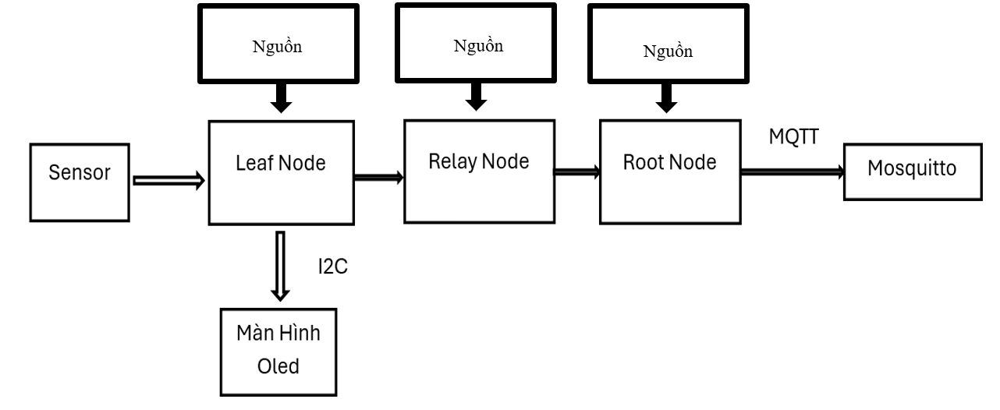 Nguồn
Nguồn
Nguồn
Sensor
Leaf Node
Relay Node
Root Node
MQTT
Mosquitto
I2C
Màn Hình
Oled